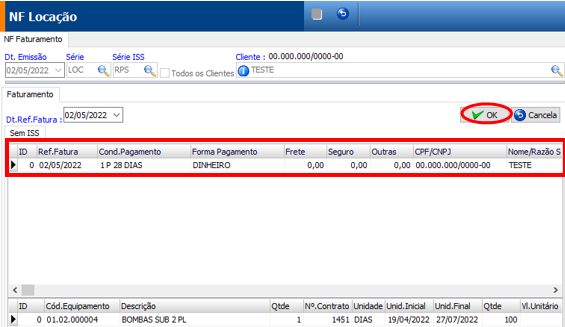 NF Locação
NF Faturamento
Dt. Emissão Série Série ISS Cliente : 00.000.000/0000-00
02/05/2022 LOC RPS Todos os Clientes TESTE
Faturamento
Dt.Ref.Fatura : 02/05/2022 OK Cancela
Sem ISS
ID Ref.Fatura Cond.Pagamento Forma Pagamento Frete Seguro Outras CPF/CNPJ Nome/Razão S
0 02/05/2022 1 P 28 DIAS DINHEIRO 0,00 0,00 0,00 00.000.000/0000-00 TESTE
ID Cód.Equipamento Descrição Qtde Nº.Contrato Unidade Unid.Inicial Unid.Final Qtde Vl.Unitário
0 01.02.000004 BOMBAS SUB 2 PL 1 1451 DIAS 19/04/2022 27/07/2022 100